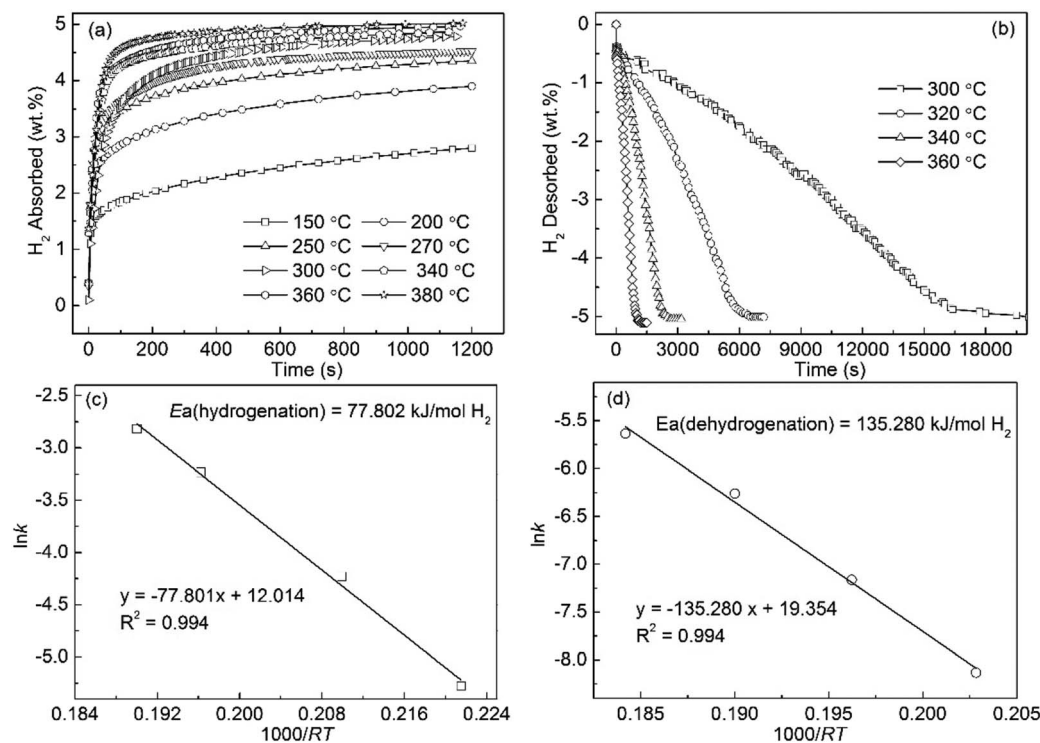 (a)
H2 Absorbed (wt.%)
5
4
3
2
1
0
150 °C
200 °C
250 °C
270 °C
300 °C
340 °C
360 °C
380 °C
0 200 400 600 800 1000 1200
Time (s)
(b)
H2 Desorbed (wt.%)
0
-1
-2
-3
-4
-5
300 °C
320 °C
340 °C
360 °C
0 3000 6000 9000 12000 15000 18000
Time (s)
(c)
Ea(hydrogenation) = 77.802 kJ/mol H2
lnk
-2.5
-3.0
-3.5
-4.0
-4.5
-5.0
y = -77.801x + 12.014
R2 = 0.994
0.184 0.192 0.200 0.208 0.216 0.224
1000/RT
(d)
Ea(dehydrogenation) = 135.280 kJ/mol H2
lnk
-5.5
-6.0
-6.5
-7.0
-7.5
-8.0
y = -135.280 x + 19.354
R2 = 0.994
0.185 0.190 0.195 0.200 0.205
1000/RT